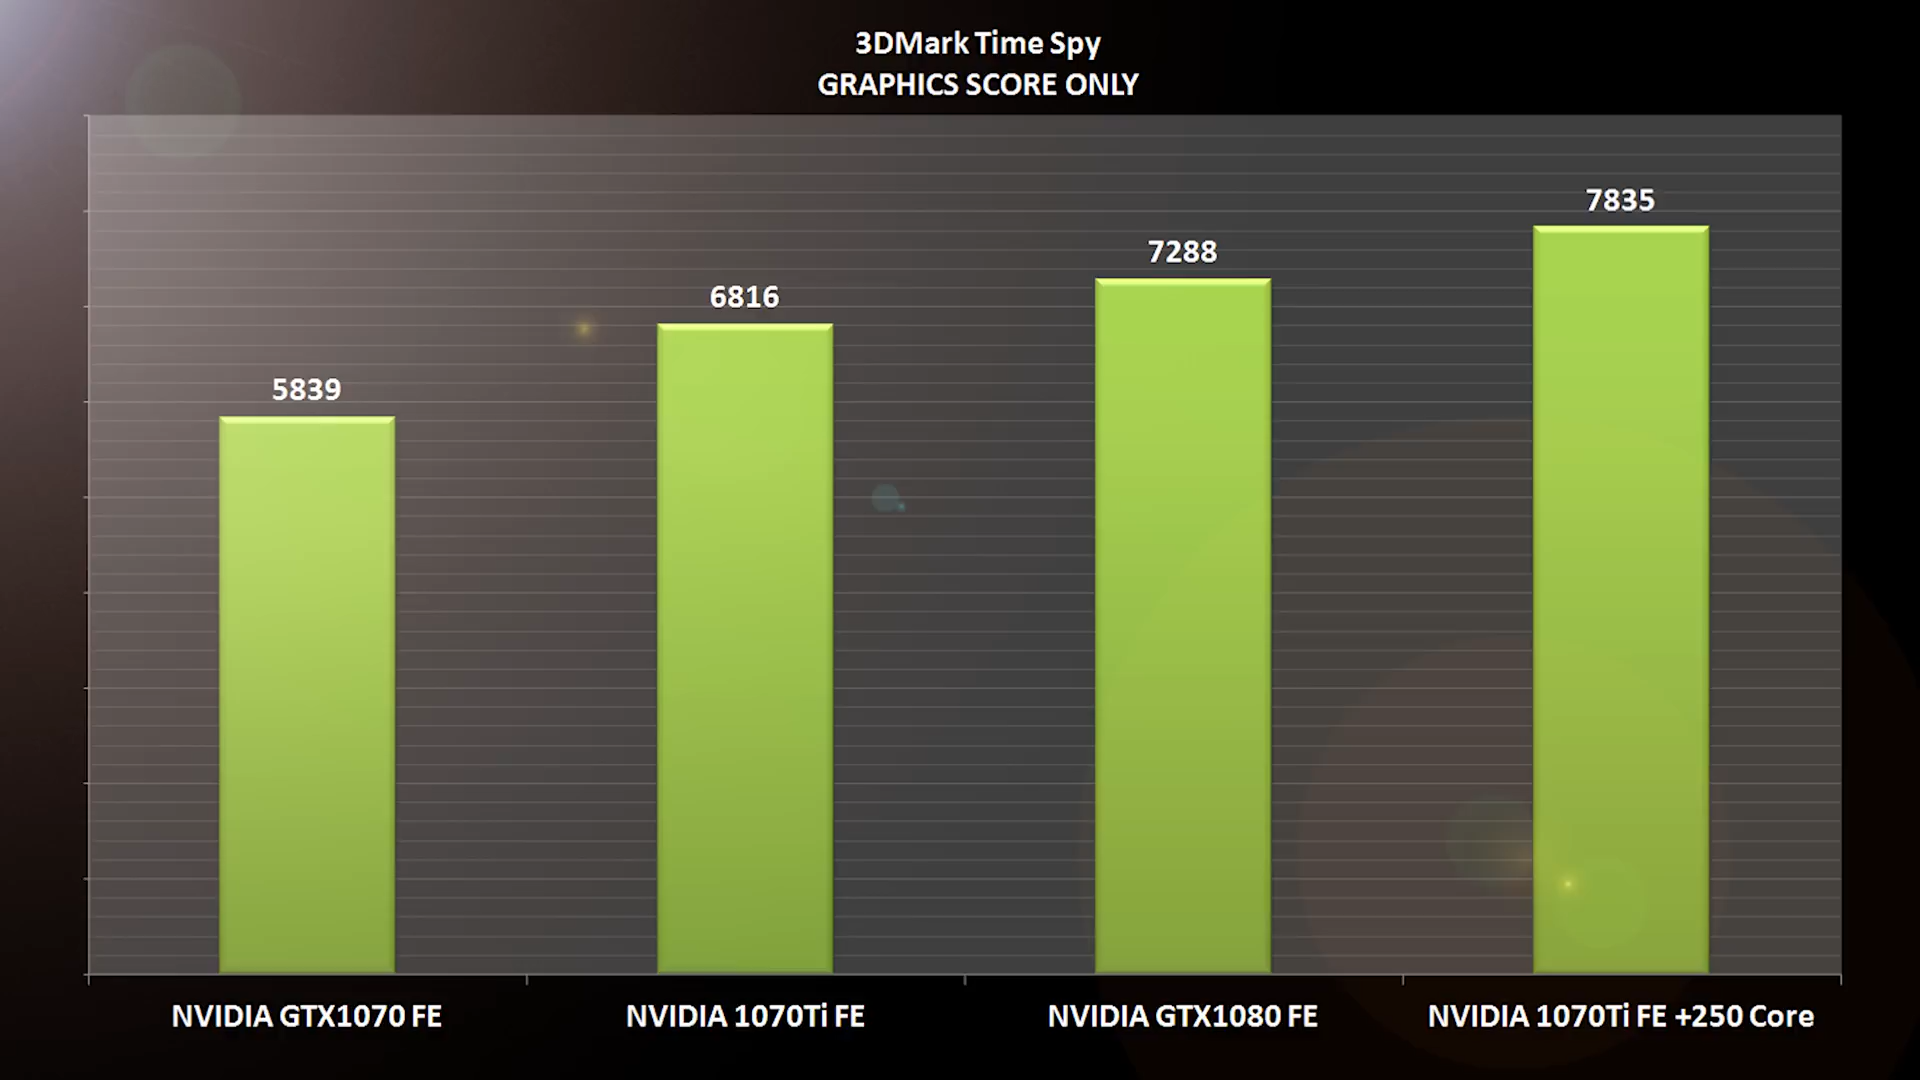 3DMark Time Spy
GRAPHICS SCORE ONLY
5839
6816
7288
7835
NVIDIA GTX1070 FE
NVIDIA 1070Ti FE
NVIDIA GTX1080 FE
NVIDIA 1070Ti FE +250 Core